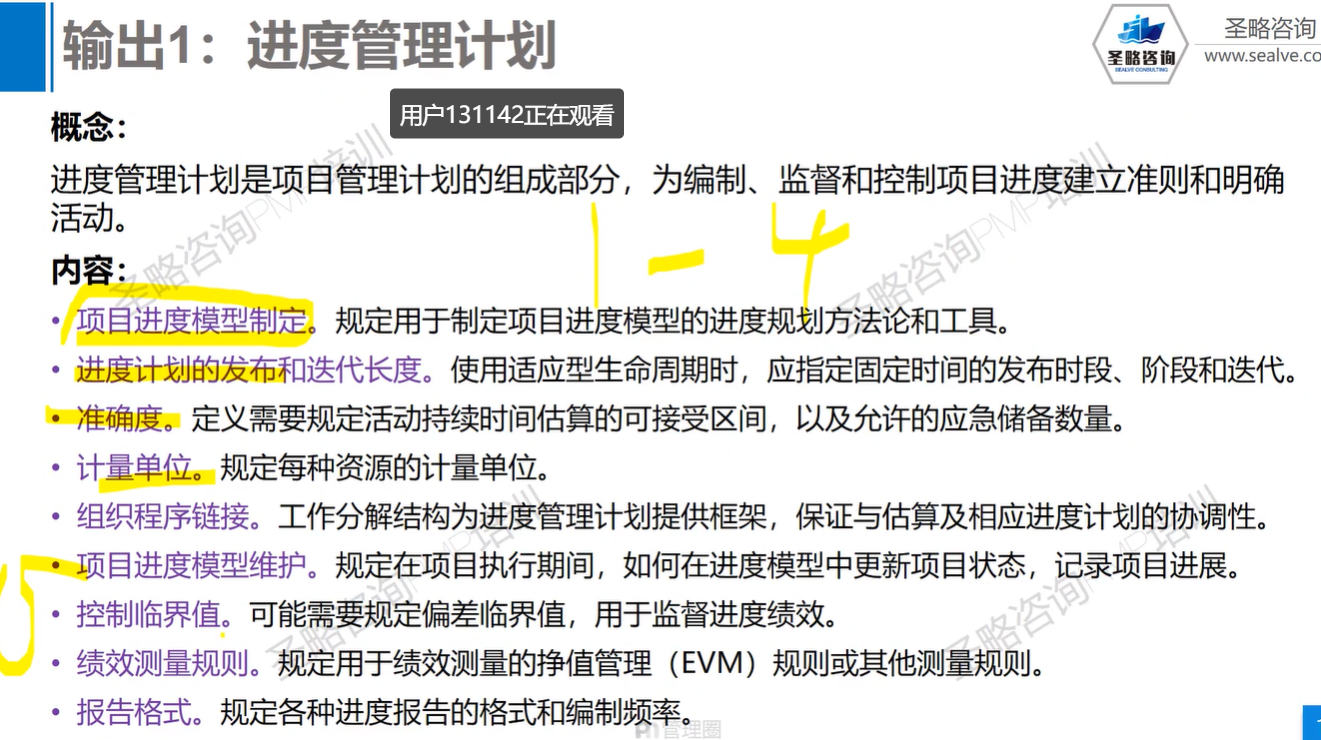 输出1：进度管理计划
圣略咨询
SEALVE CONSULTING
圣略咨询
www.sealve.co
用户131142正在观看
概念：
进度管理计划是项目管理计划的组成部分，为编制、监督和控制项目进度建立准则和明确
活动。
1-4
内容：
• 项目进度模型制定。规定用于制定项目进度模型的进度规划方法论和工具。
• 进度计划的发布和迭代长度。使用适应型生命周期时，应指定固定时间的发布时段、阶段和迭代。
• 准确度。定义需要规定活动持续时间估算的可接受区间，以及允许的应急储备数量。
• 计量单位。规定每种资源的计量单位。
• 组织程序链接。工作分解结构为进度管理计划提供框架，保证与估算及相应进度计划的协调性。
5
• 项目进度模型维护。规定在项目执行期间，如何在进度模型中更新项目状态，记录项目进展。
• 控制临界值。可能需要规定偏差临界值，用于监督进度绩效。
• 绩效测量规则。规定用于绩效测量的挣值管理（EVM）规则或其他测量规则。
• 报告格式。规定各种进度报告的格式和编制频率。
管理圈
圣略咨询PMP培训
圣略咨询PMP培训
圣略咨询PMP培训
圣略咨询PMP培训